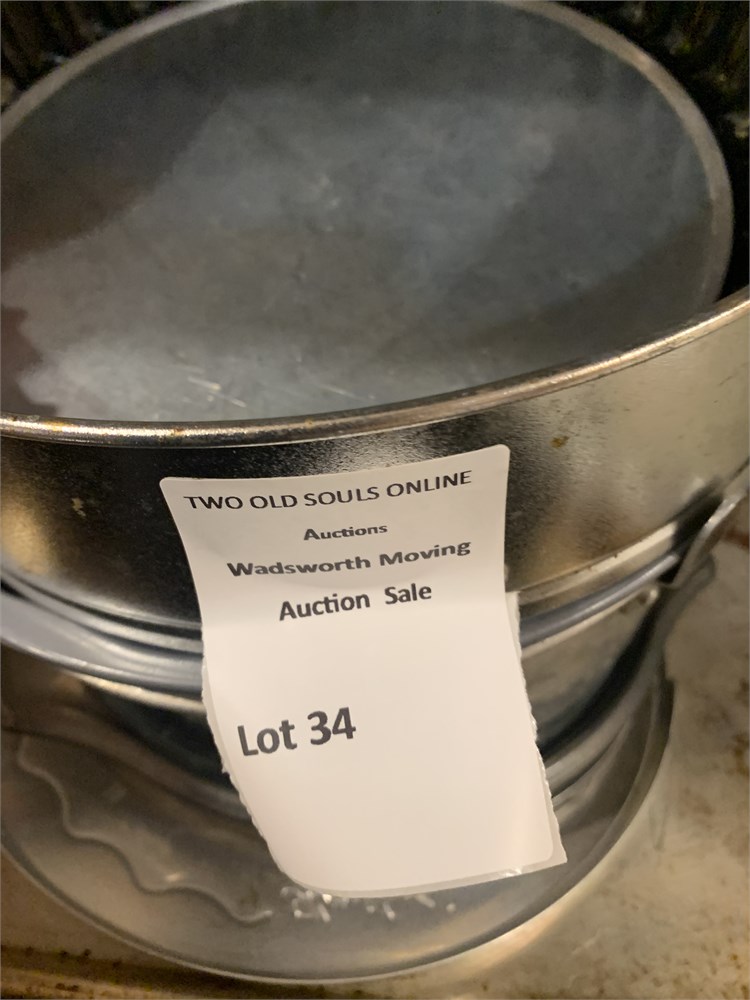 TWO OLD SOULS ONLINE
Auctions
Wadsworth Moving
Auction Sale
Lot 34